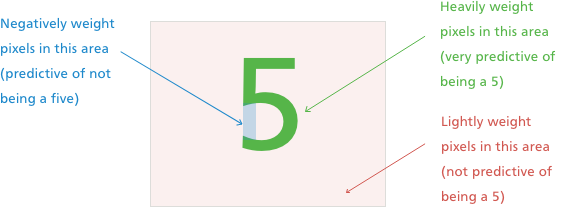 Negatively weight
pixels in this area
(predictive of not
being a five)
5
Heavily weight
pixels in this area
(very predictive of
being a 5)
Lightly weight
pixels in this area
(not predictive of
being a 5)